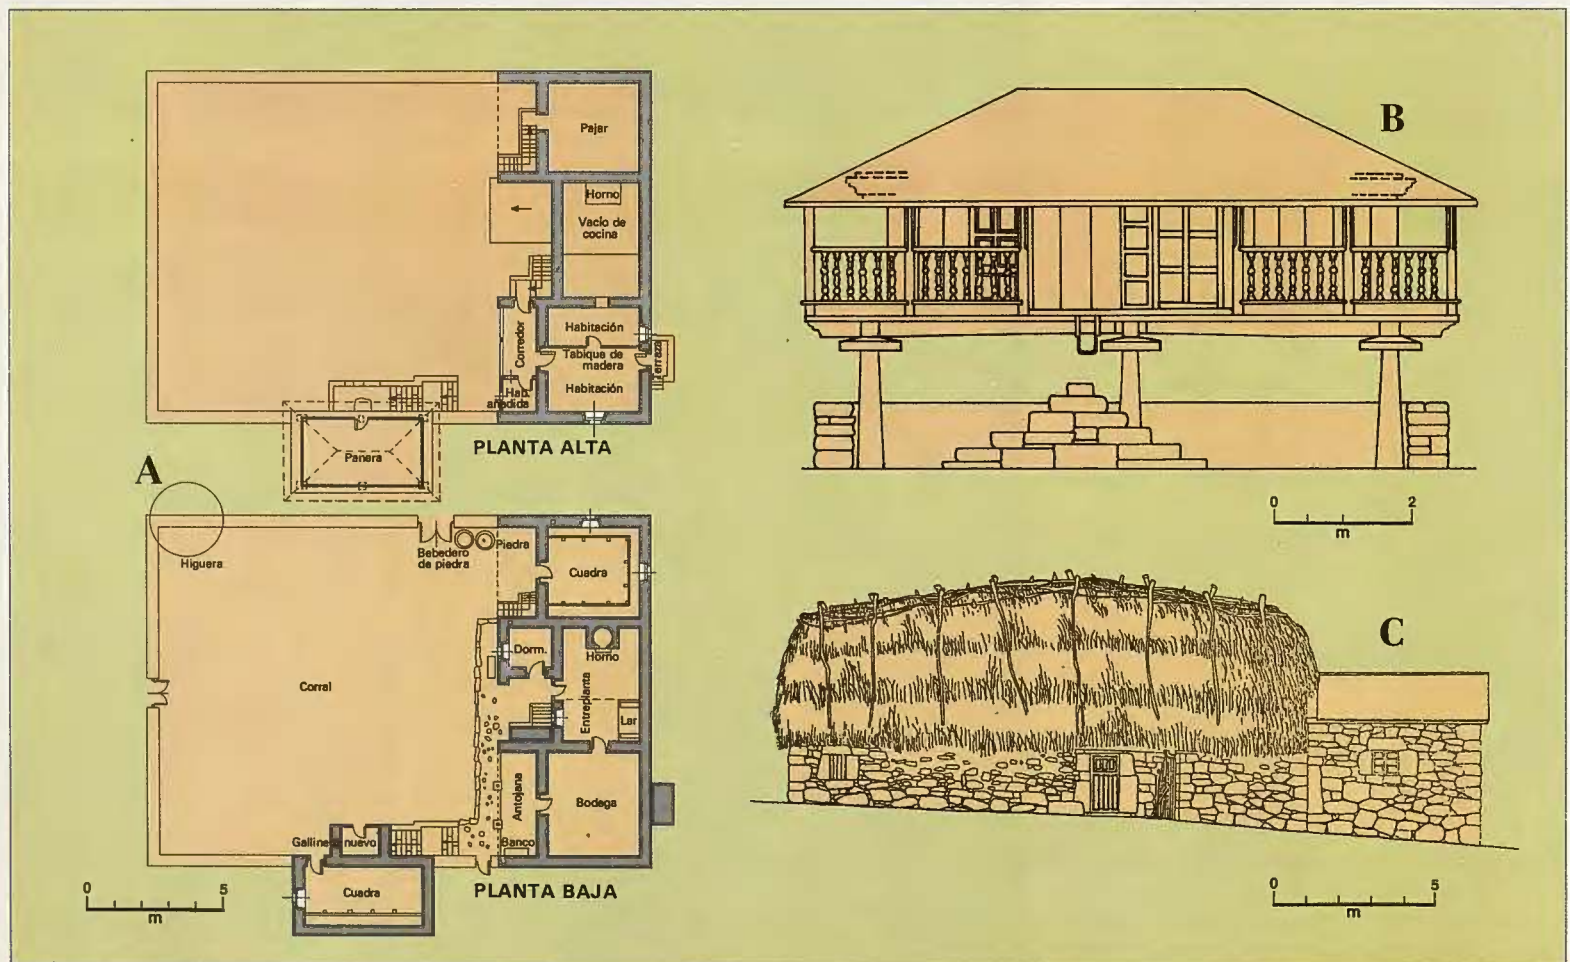 A
Pajar
Horno
Vacío de
cocina
Corredor
Habitación
Tabique de
madera
Habitación
Terraza
Hab.
añadida
PLANTA ALTA
Panera
Higuera
Bebedero
de piedra
Piedra
Cuadra
Dorm.
Horno
Entreplanta
Lar
Corral
Antojana
Bodega
Banco
Galline
nuevo
Cuadra
PLANTA BAJA
0 5
m
B
0 2
m
C
0 5
m